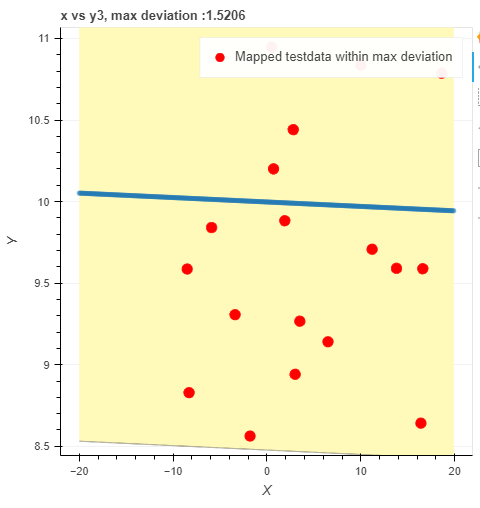 x vs y3, max deviation :1.5206
Mapped testdata within max deviation
11
10.5
10
9.5
9
8.5
Y
−20
−10
0
10
20
X